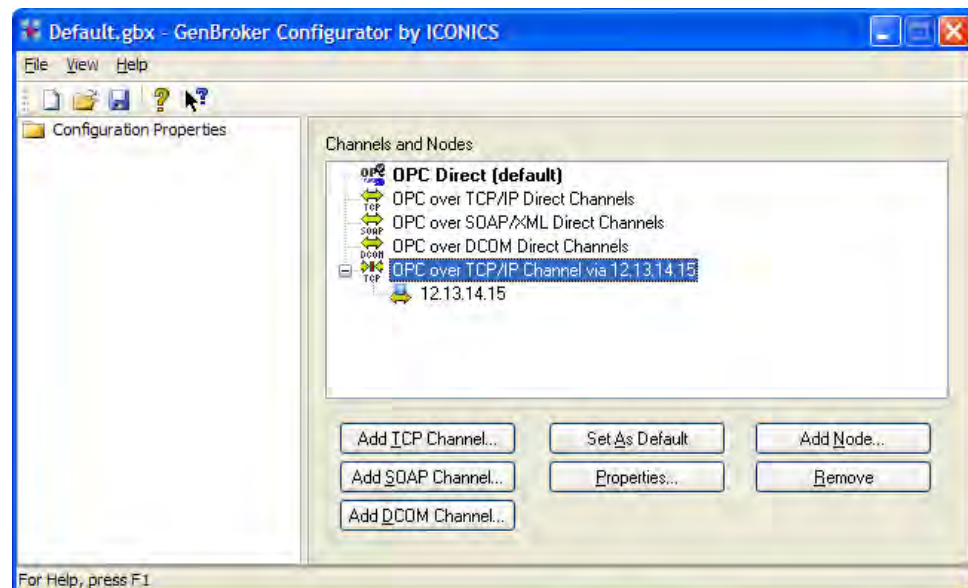 Default.gbx - GenBroker Configurator by ICONICS
File View Help
Configuration Properties
Channels and Nodes
OPC Direct (default)
OPC over TCP/IP Direct Channels
OPC over SOAP/XML Direct Channels
OPC over DCOM Direct Channels
OPC over TCP/IP Channel via 12.13.14.15
12.13.14.15
Add TCP Channel... Set As Default Add Node...
Add SOAP Channel... Properties... Remove
Add DCOM Channel...
For Help, press F1